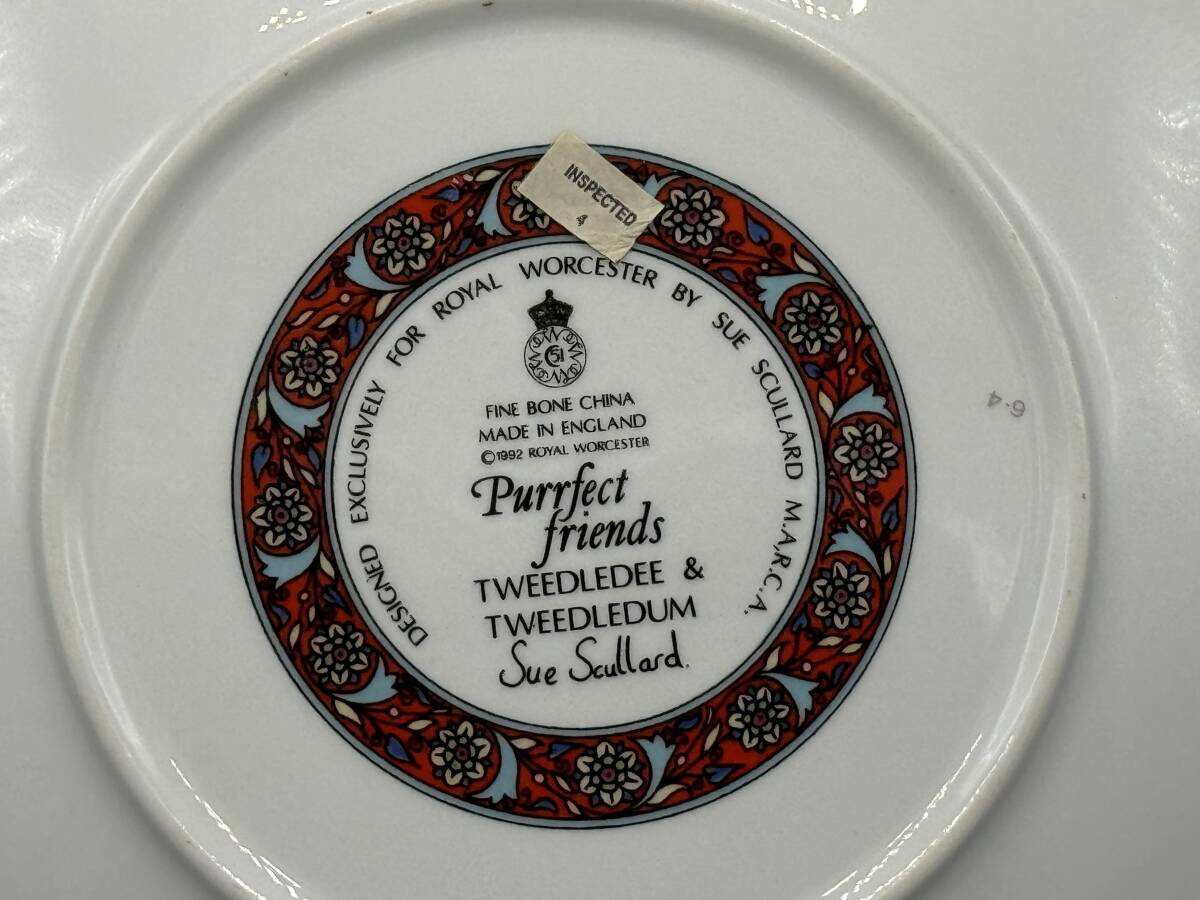 INSPECTED
4
DESIGNED EXCLUSIVELY FOR ROYAL WORCESTER BY SUE SCULLARD M.A.R.C.A.
51
FINE BONE CHINA
MADE IN ENGLAND
©1992 ROYAL WORCESTER
Purrfect
friends
TWEEDLEDEE &
TWEEDLEDUM
Sue Scullard.
6·4